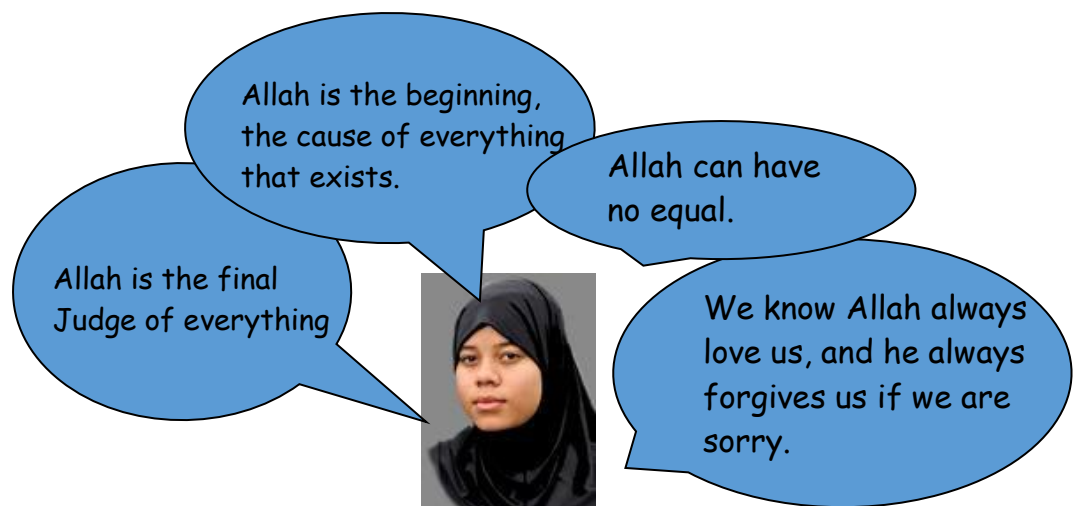 Allah is the beginning,
the cause of everything
that exists.
Allah can have
no equal.
Allah is the final
Judge of everything
We know Allah always
love us, and he always
forgives us if we are
sorry.